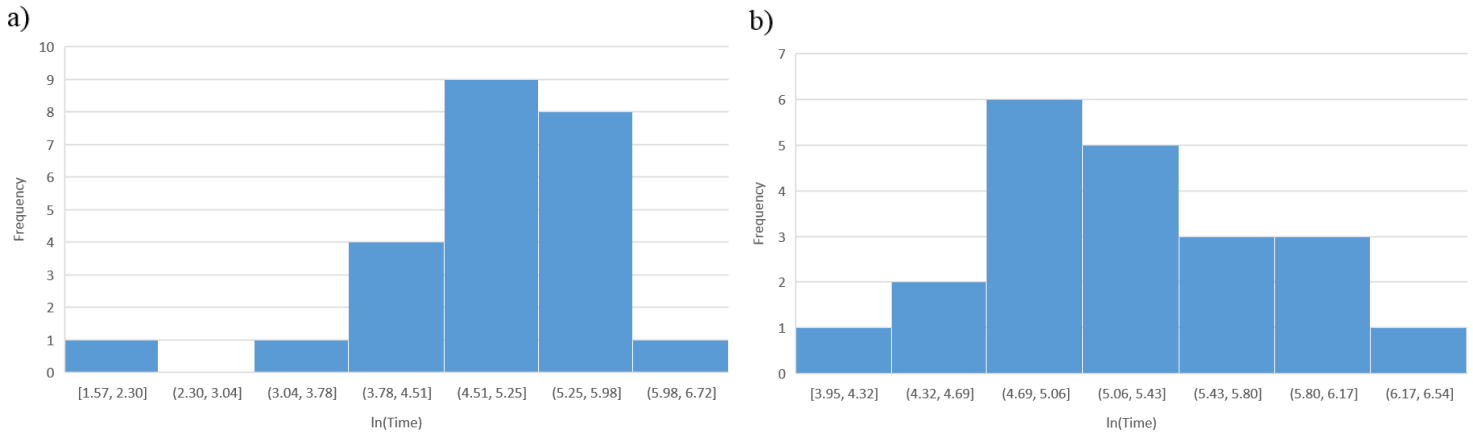 a)
10
9
8
7
6
5
4
3
2
1
0
Frequency
[1.57, 2.30] (2.30, 3.04] (3.04, 3.78] (3.78, 4.51] (4.51, 5.25] (5.25, 5.98] (5.98, 6.72]
ln(Time)
b)
7
6
5
4
3
2
1
0
Frequency
[3.95, 4.32] (4.32, 4.69] (4.69, 5.06] (5.06, 5.43] (5.43, 5.80] (5.80, 6.17] (6.17, 6.54]
ln(Time)